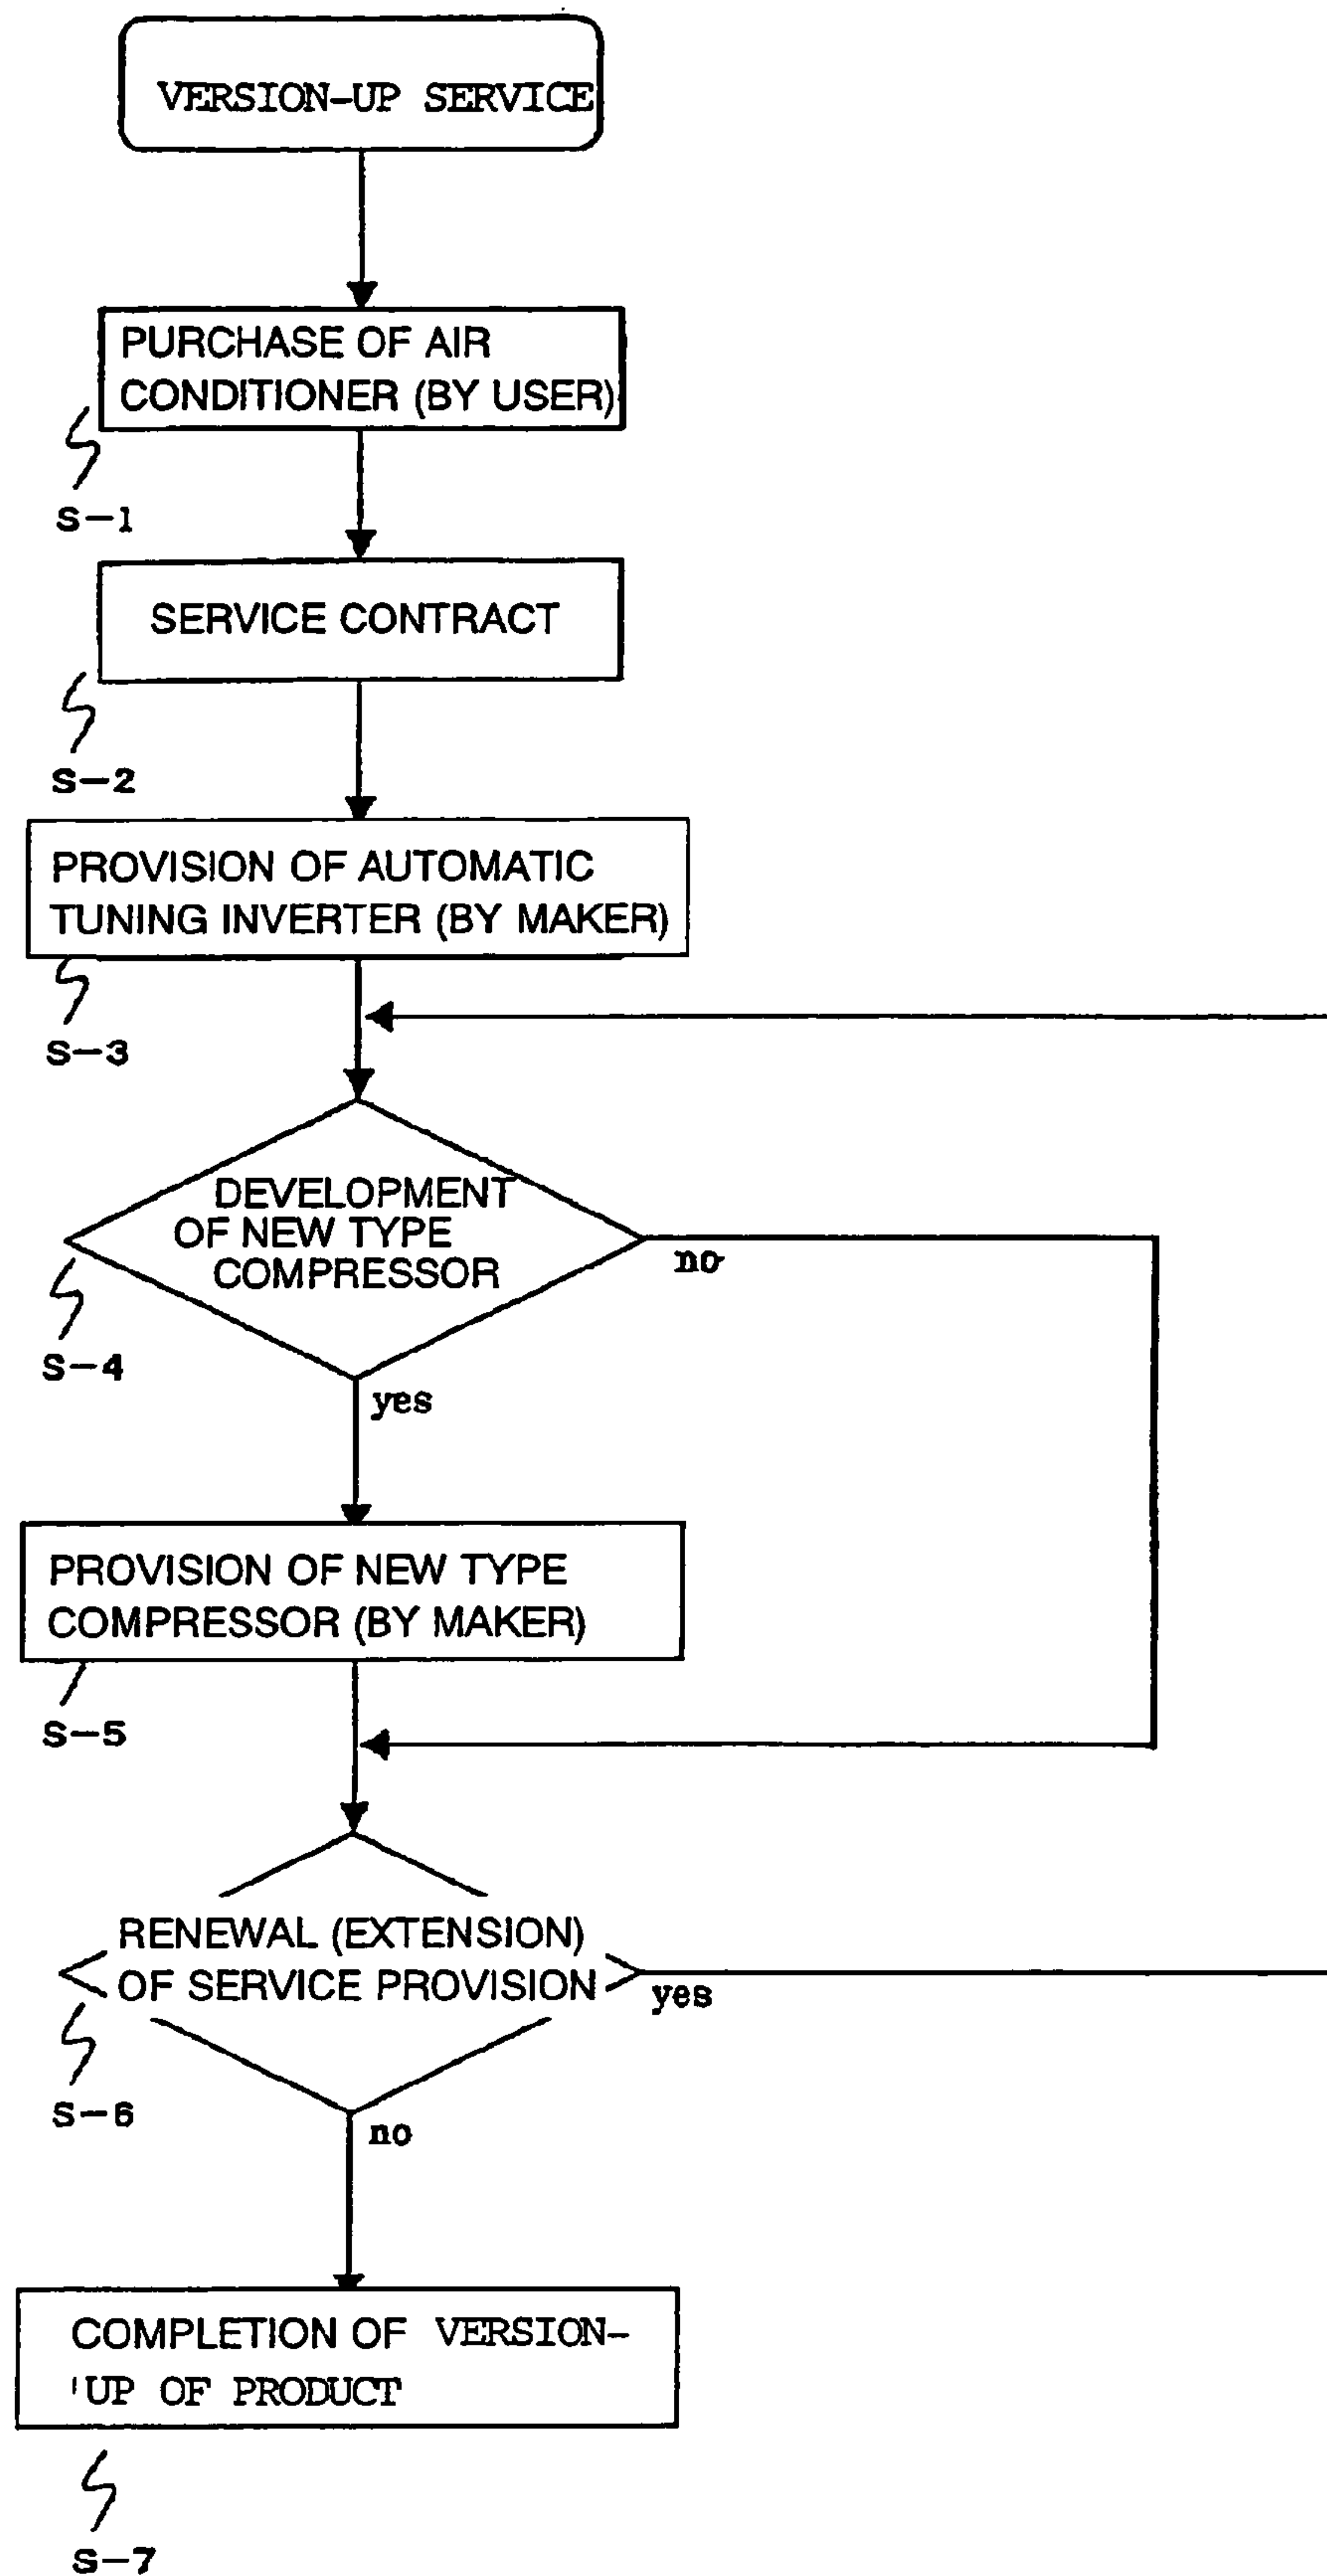 VERSION-UP SERVICE
PURCHASE OF AIR
CONDITIONER (BY USER)
S-1
SERVICE CONTRACT
S-2
PROVISION OF AUTOMATIC
TUNING INVERTER (BY MAKER)
S-3
DEVELOPMENT
OF NEW TYPE
COMPRESSOR
no
S-4
yes
PROVISION OF NEW TYPE
COMPRESSOR (BY MAKER)
S-5
RENEWAL (EXTENSION)
OF SERVICE PROVISION
yes
S-6
no
COMPLETION OF VERSION-
UP OF PRODUCT
S-7